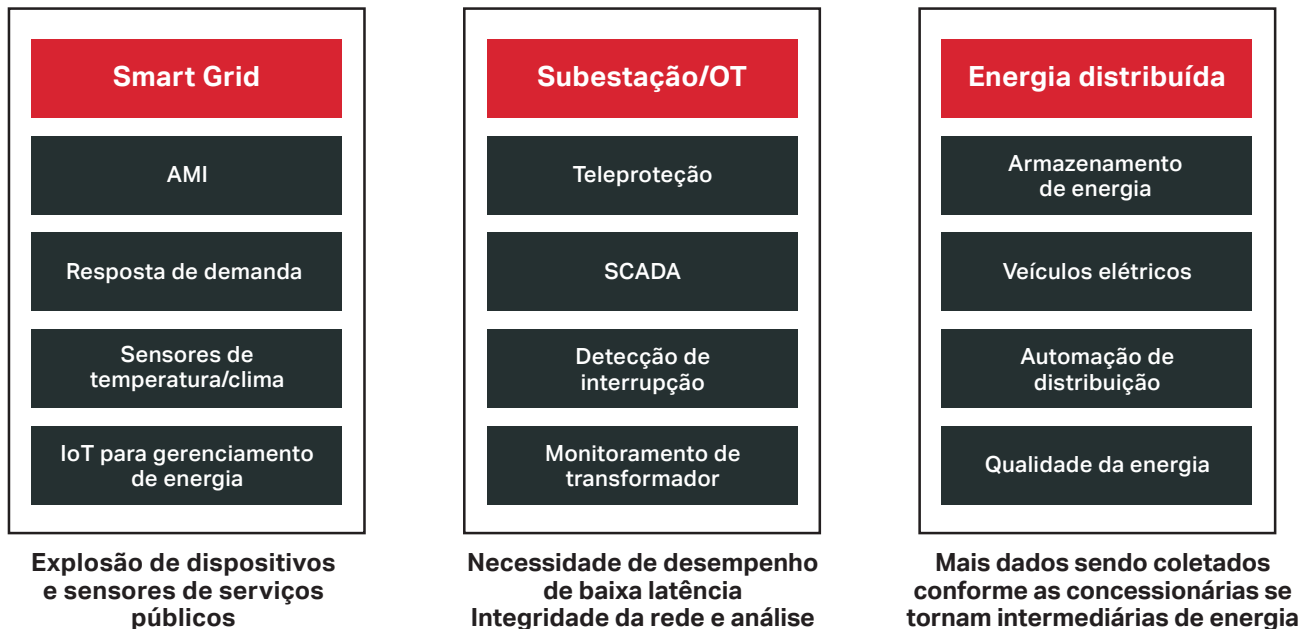 Smart Grid
AMI
Resposta de demanda
Sensores de
temperatura/clima
IoT para gerenciamento
de energia
Explosão de dispositivos
e sensores de serviços
públicos
Subestação/OT
Teleproteção
SCADA
Detecção de
interrupção
Monitoramento de
transformador
Necessidade de desempenho
de baixa latência
Integridade da rede e análise
Energia distribuída
Armazenamento
de energia
Veículos elétricos
Automação de
distribuição
Qualidade da energia
Mais dados sendo coletados
conforme as concessionárias se
tornam intermediárias de energia